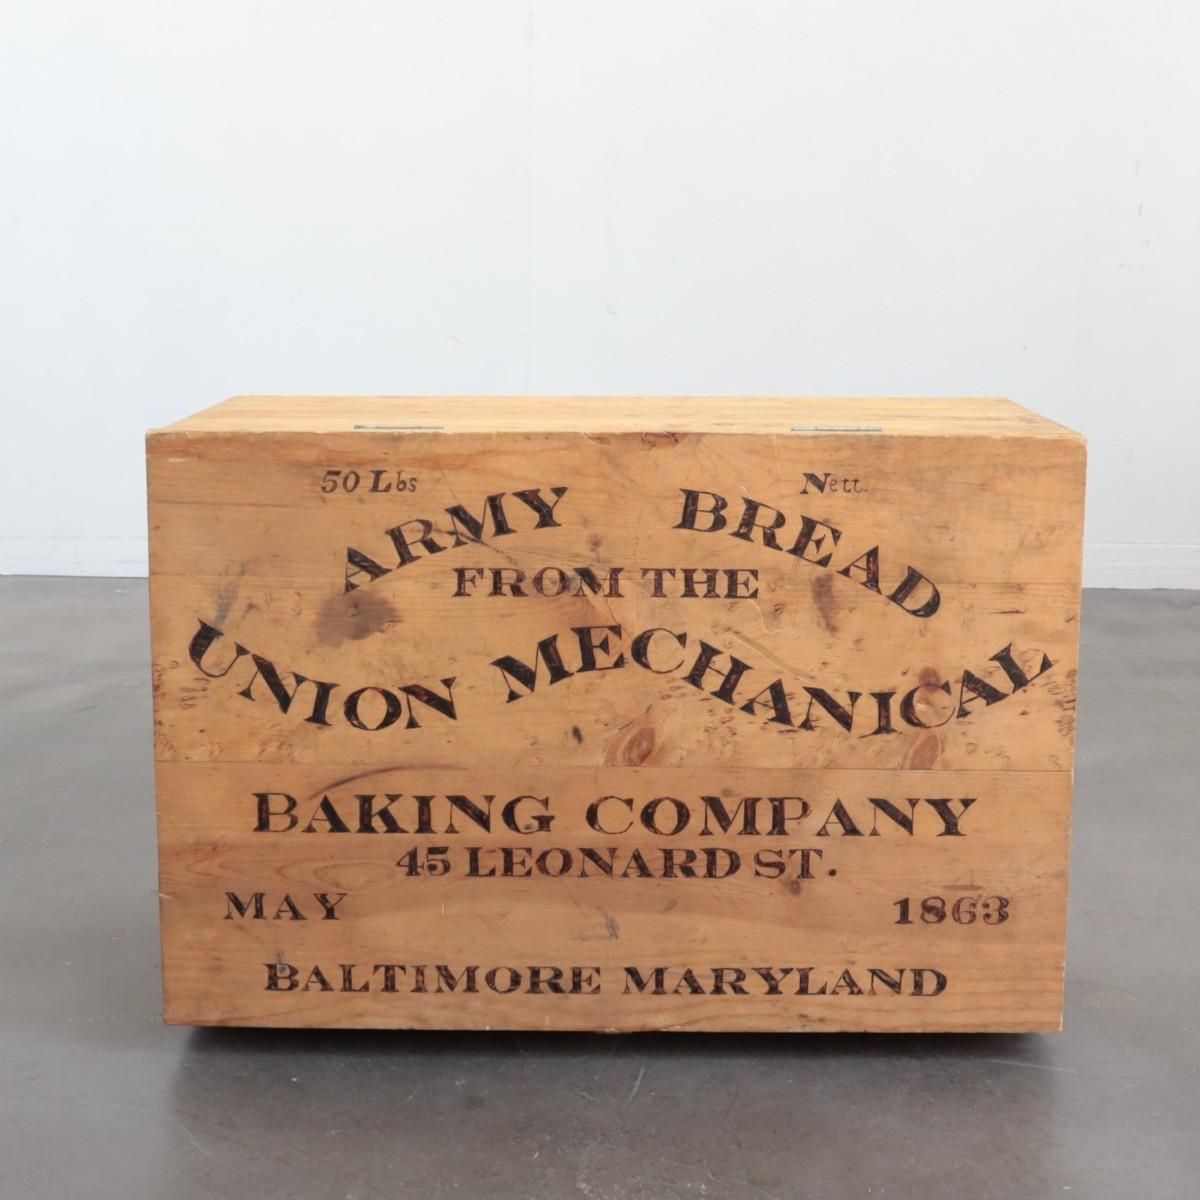 50 Lbs Nett.
ARMY BREAD
FROM THE
UNION MECHANICAL
BAKING COMPANY
45 LEONARD ST.
MAY 1863
BALTIMORE MARYLAND